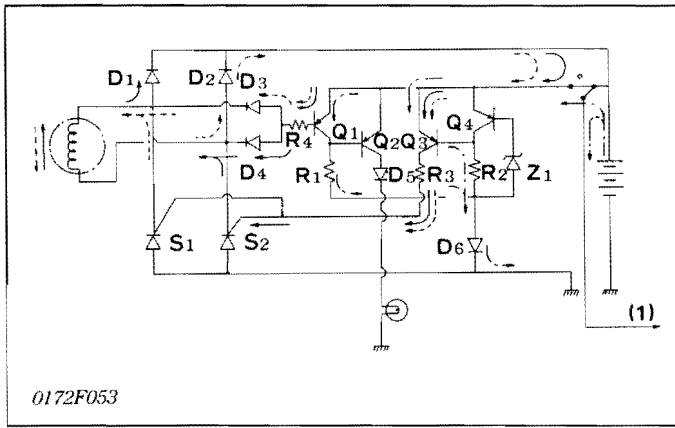 D1 D2 D3
Q1 Q2 Q3 Q4
R4
D4 R1 D5 R3 R2 Z1
S1 S2
D6
(1)
0172F053